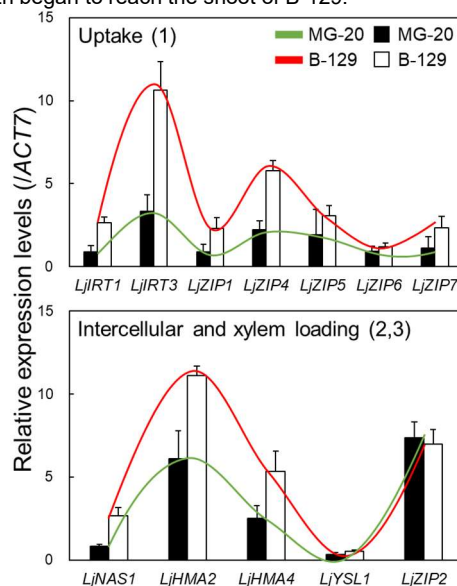 began to reach the shoot of B-129.
Relative expression levels (/ACT7)
Uptake (1)
MG-20 MG-20
B-129 B-129
15
10
5
0
LjIRT1 LjIRT3 LjZIP1 LjZIP4 LjZIP5 LjZIP6 LjZIP7
Intercellular and xylem loading (2,3)
15
10
5
0
LjNAS1 LjHMA2 LjHMA4 LjYSL1 LjZIP2